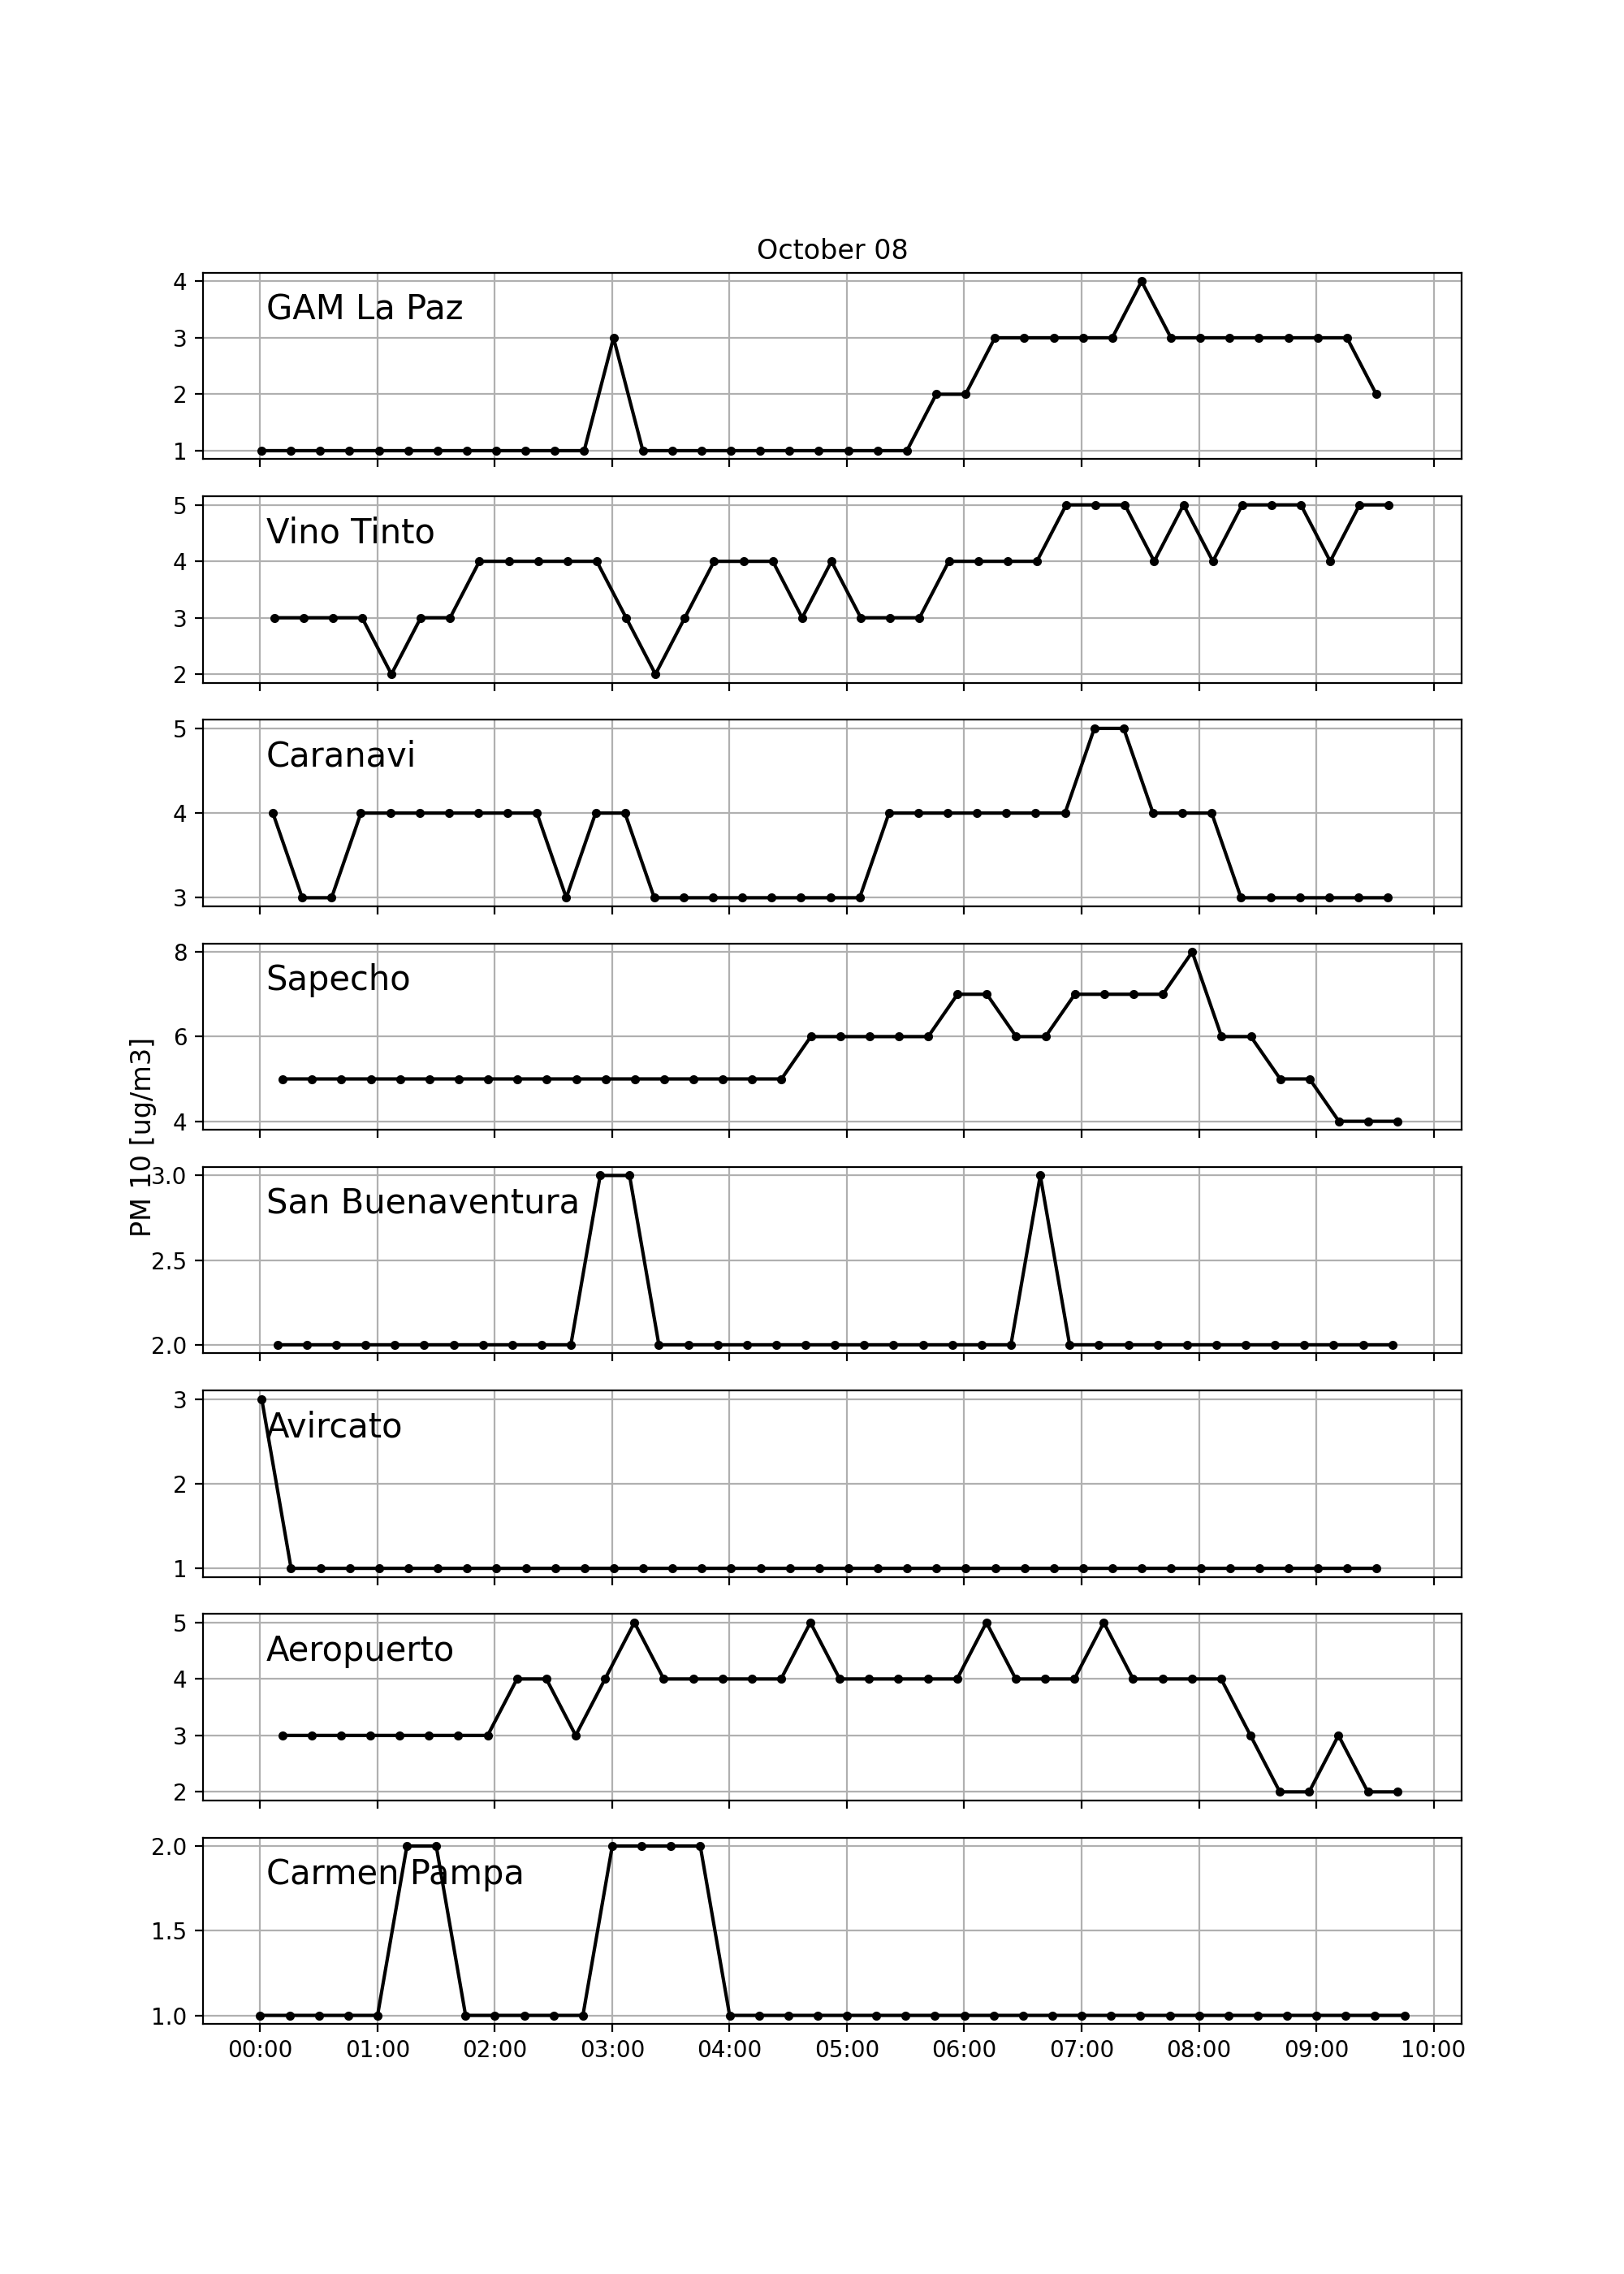 October 08
4
GAM La Paz
3
2
1
5
Vino Tinto
4
3
2
5
Caranavi
4
3
8
Sapecho
6
4
PM 10 [ug/m3]
3.0
San Buenaventura
2.5
2.0
3
Avircato
2
1
5
Aeropuerto
4
3
2
2.0
Carmen Pampa
1.5
1.0
00:00 01:00 02:00 03:00 04:00 05:00 06:00 07:00 08:00 09:00 10:00